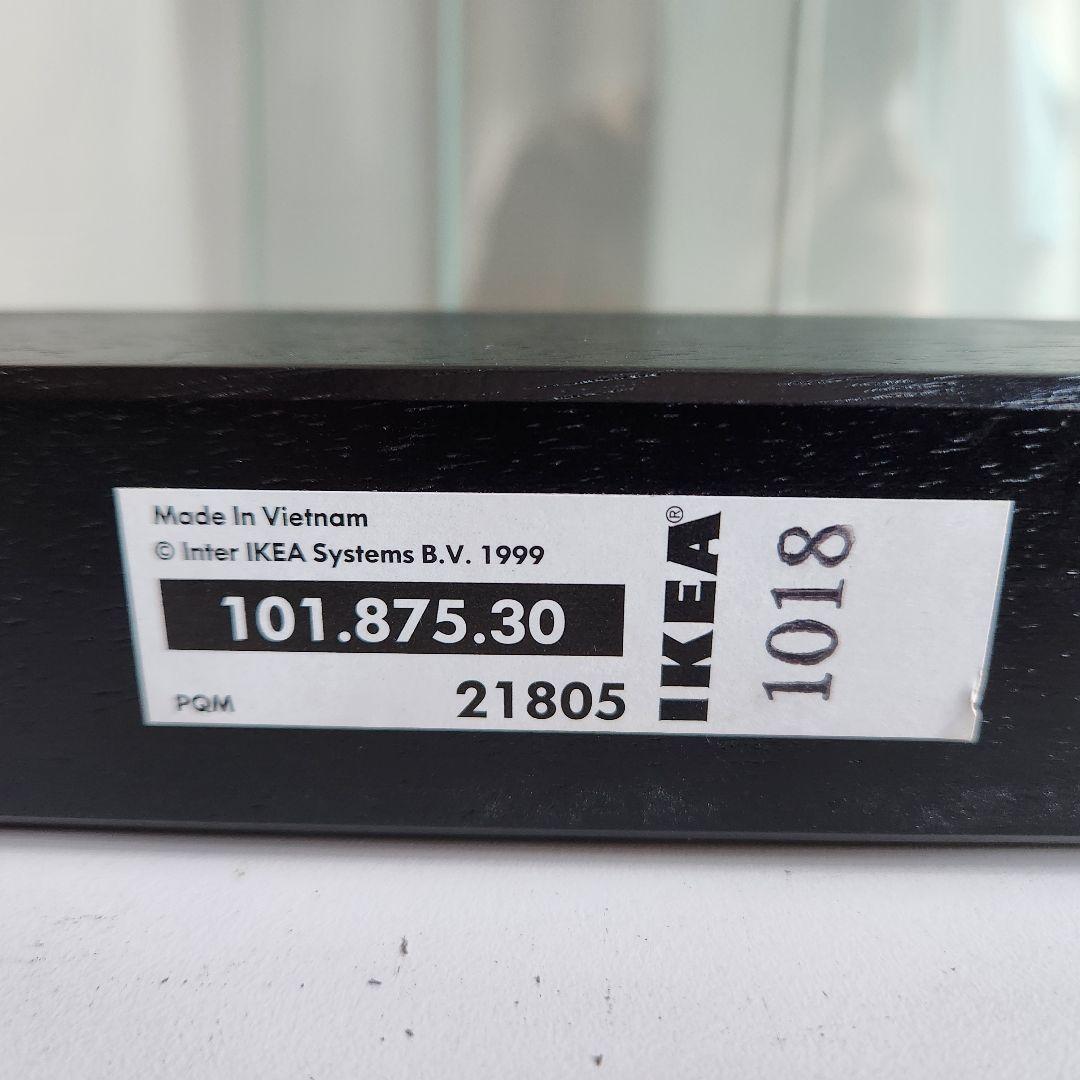 Made In Vietnam
© Inter IKEA Systems B.V. 1999
101.875.30
PQM
21805
IKEA®
1018